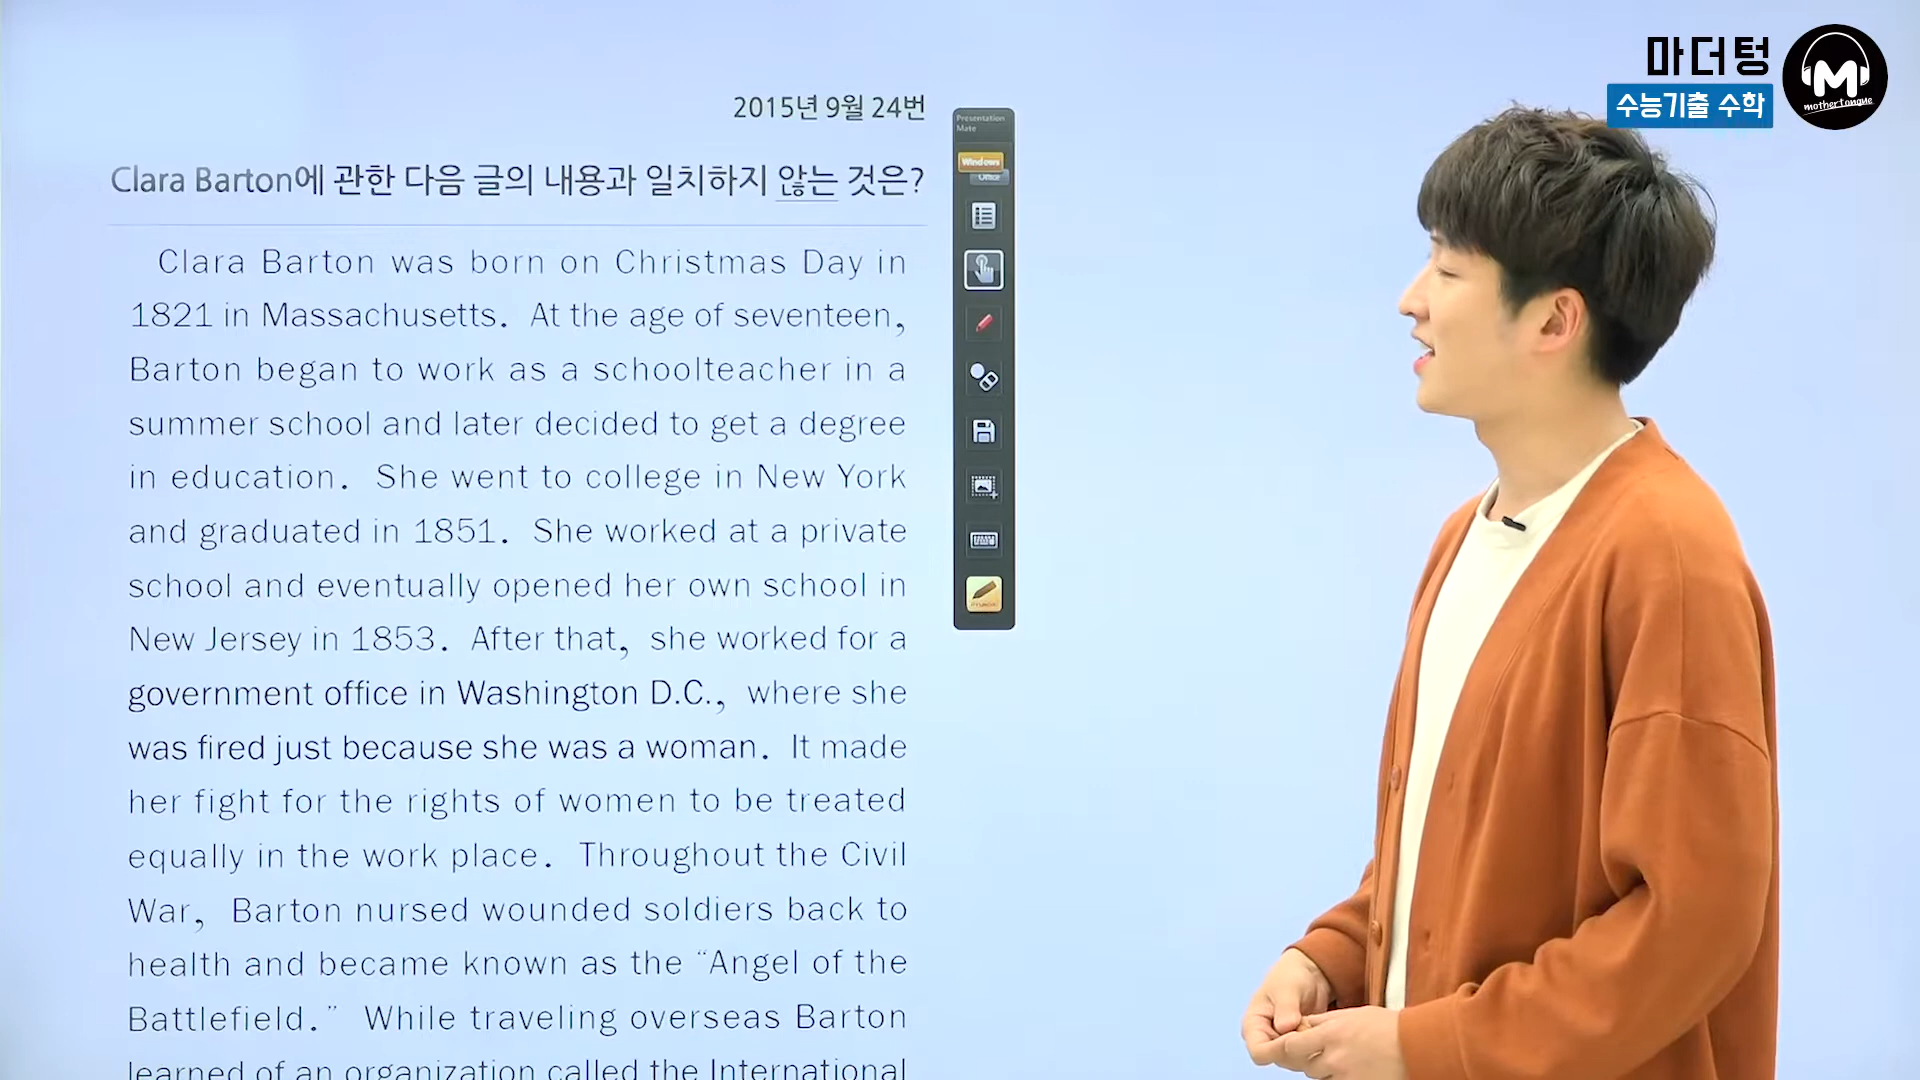 마더텅
수능기출 수학
M
mothertongue
2015년 9월 24번
Clara Barton에 관한 다음 글의 내용과 일치하지 않는 것은?
Clara Barton was born on Christmas Day in
1821 in Massachusetts. At the age of seventeen,
Barton began to work as a schoolteacher in a
summer school and later decided to get a degree
in education. She went to college in New York
and graduated in 1851. She worked at a private
school and eventually opened her own school in
New Jersey in 1853. After that, she worked for a
government office in Washington D.C., where she
was fired just because she was a woman. It made
her fight for the rights of women to be treated
equally in the work place. Throughout the Civil
War, Barton nursed wounded soldiers back to
health and became known as the “Angel of the
Battlefield.” While traveling overseas Barton
learned of an organization called the International
Presentation
Mate
Windows
Office